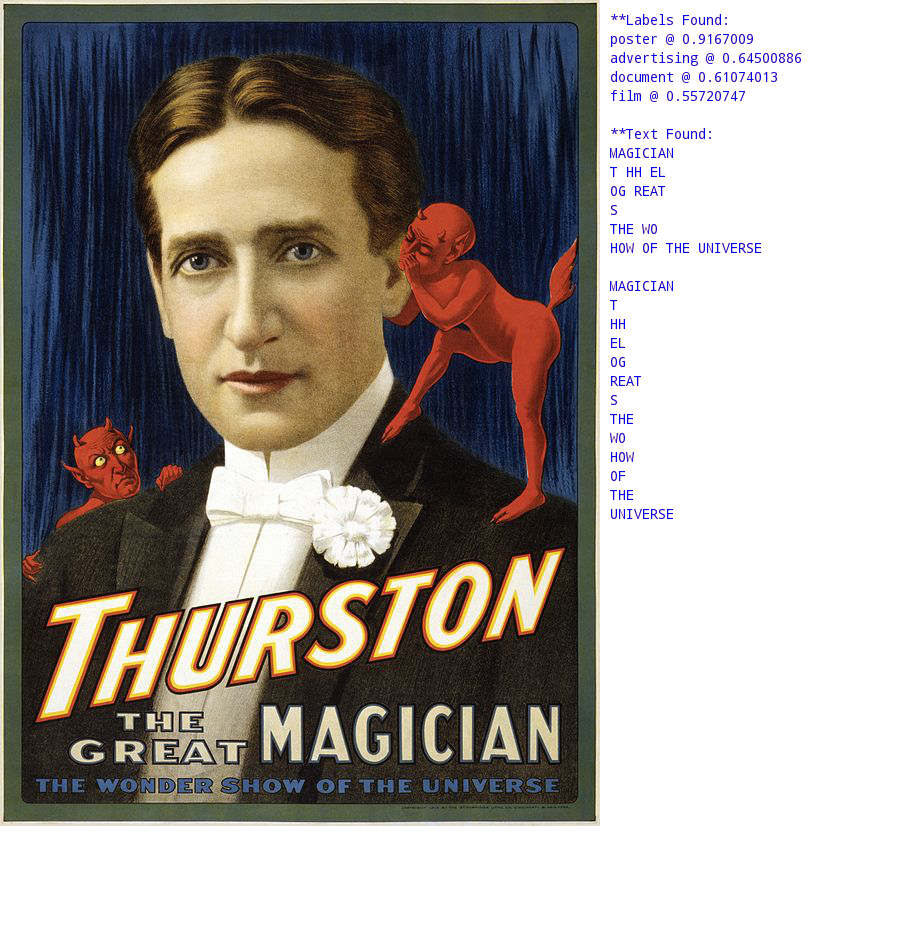 THURSTON
THE
GREAT MAGICIAN
THE WONDER SHOW OF THE UNIVERSE
**Labels Found:
poster @ 0.9167009
advertising @ 0.64500886
document @ 0.61074013
film @ 0.55720747
**Text Found:
MAGICIAN
T HH EL
OG REAT
S
THE WO
HOW OF THE UNIVERSE
MAGICIAN
T
HH
EL
OG
REAT
S
THE
WO
HOW
OF
THE
UNIVERSE